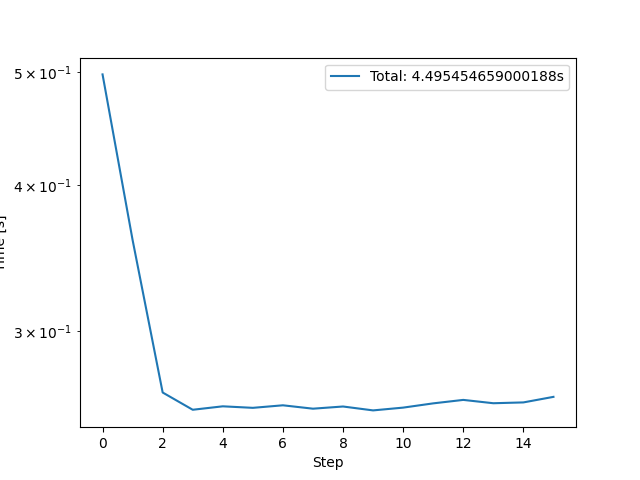 Total: 4.495454659000188s
5 × 10⁻¹
4 × 10⁻¹
3 × 10⁻¹
[s]
0 2 4 6 8 10 12 14
Step